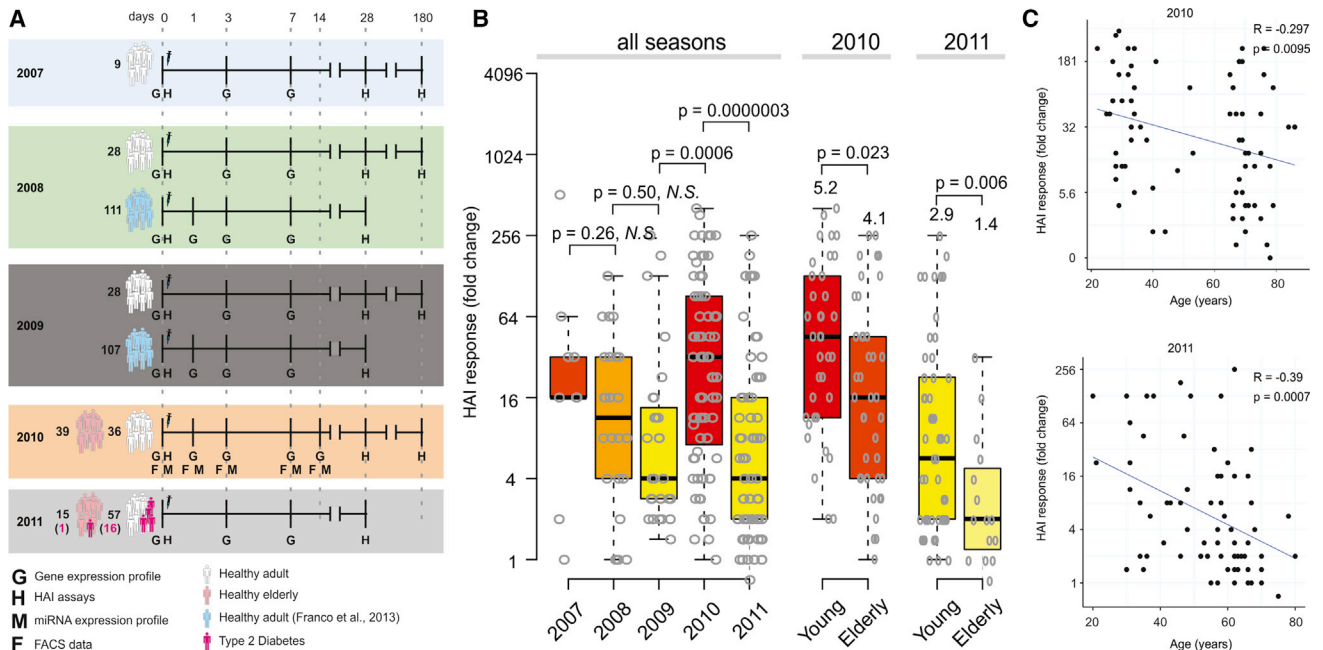 A
days 0 1 3 7 14 28 180
2007
9
G H G G H H
2008
28
G H G G H H
111
G H G G G H
2009
28
G H G G H H
107
G H G G G H
2010
39 36
G H G G G G H H
F M F M F M F M F M
2011
15 57
(1) (16)
G H H
G Gene expression profile
H HAI assays
M miRNA expression profile
F FACS data
Healthy adult
Healthy elderly
Healthy adult (Franco et al., 2013)
Type 2 Diabetes
B
all seasons 2010 2011
HAI response (fold change)
4096
1024
256
64
16
4
1
p = 0.0000003
p = 0.0006
p = 0.50, N.S.
p = 0.26, N.S.
p = 0.023
5.2
4.1
p = 0.006
2.9
1.4
2007 2008 2009 2010 2011 Young Elderly Young Elderly
C
2010
R = -0.297
p = 0.0095
HAI response (fold change)
181
32
5.6
0
20 40 60 80
Age (years)
2011
R = -0.39
p = 0.0007
HAI response (fold change)
256
64
16
4
1
20 40 60 80
Age (years)